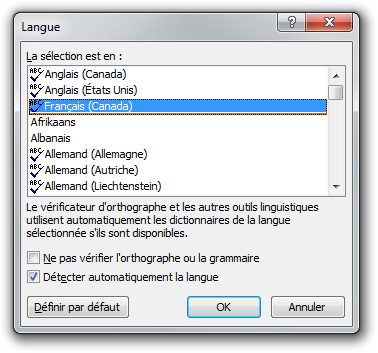 Langue
La sélection est en :
Anglais (Canada)
Anglais (États Unis)
Français (Canada)
Afrikaans
Albanais
Allemand (Allemagne)
Allemand (Autriche)
Allemand (Liechtenstein)
Le vérificateur d'orthographe et les autres outils linguistiques
utilisent automatiquement les dictionnaires de la langue
sélectionnée s'ils sont disponibles.
Ne pas vérifier l'orthographe ou la grammaire
Détecter automatiquement la langue
Définir par défaut OK Annuler